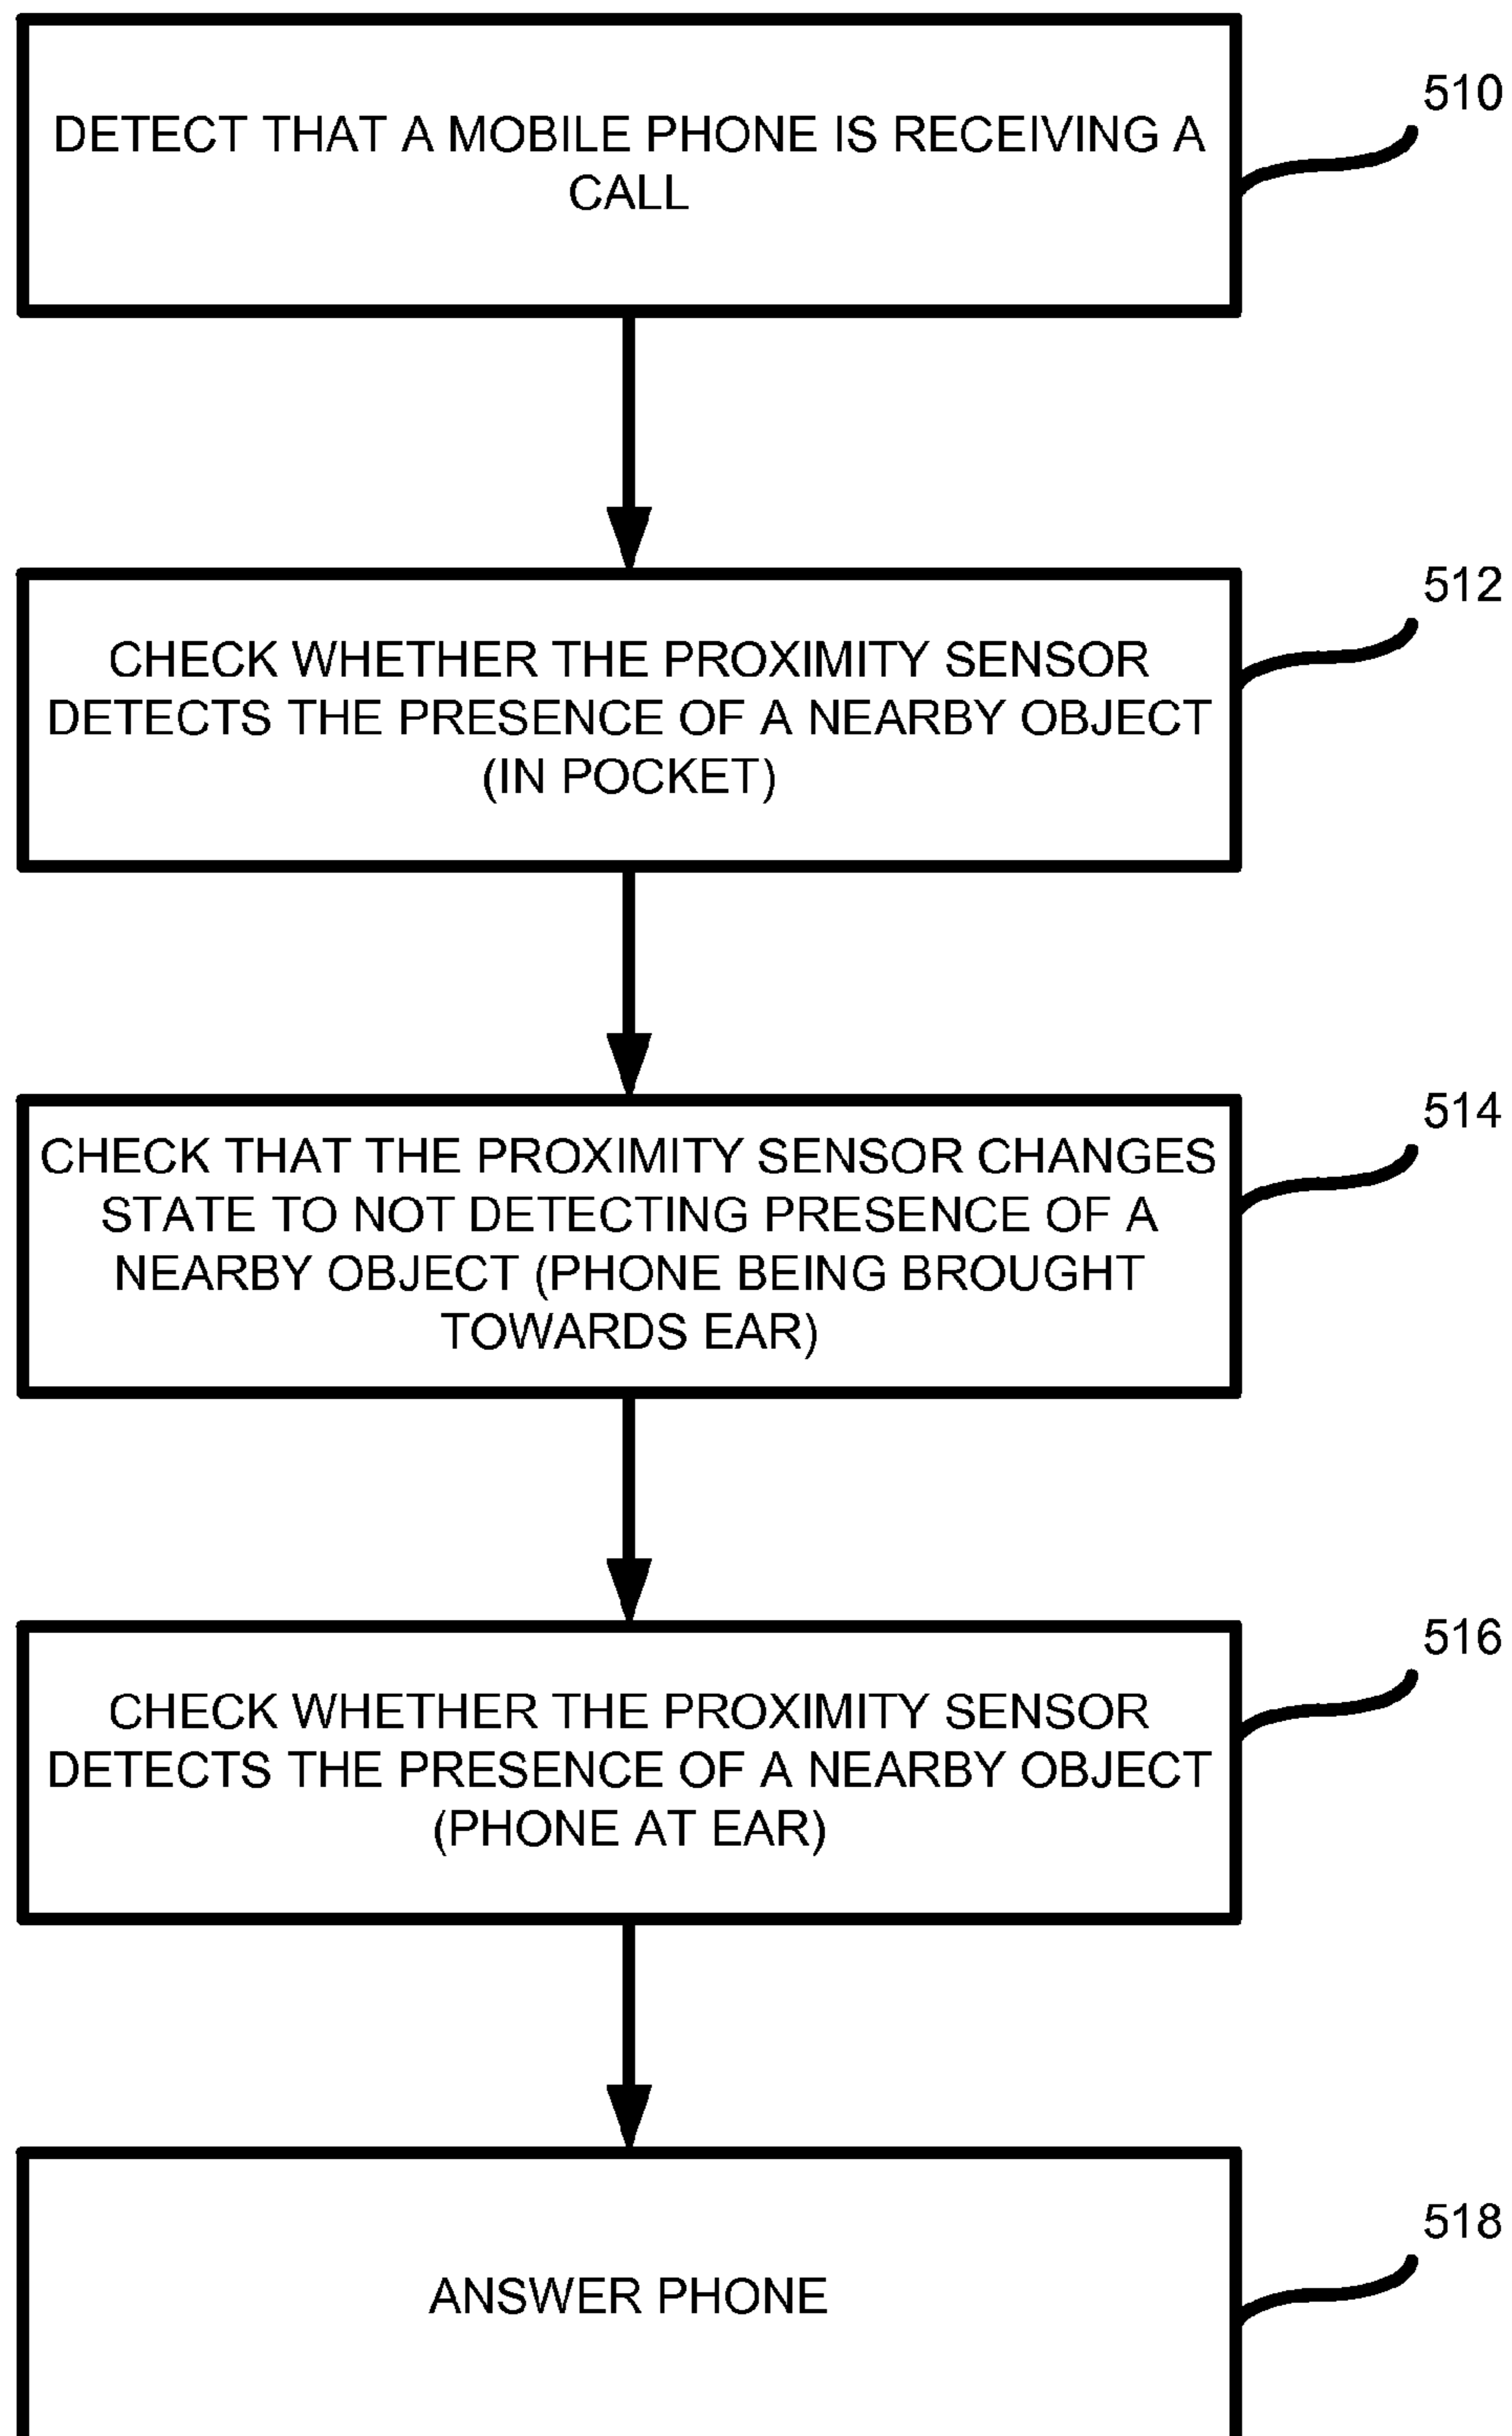 510
DETECT THAT A MOBILE PHONE IS RECEIVING A
CALL
512
CHECK WHETHER THE PROXIMITY SENSOR
DETECTS THE PRESENCE OF A NEARBY OBJECT
(IN POCKET)
514
CHECK THAT THE PROXIMITY SENSOR CHANGES
STATE TO NOT DETECTING PRESENCE OF A
NEARBY OBJECT (PHONE BEING BROUGHT
TOWARDS EAR)
516
CHECK WHETHER THE PROXIMITY SENSOR
DETECTS THE PRESENCE OF A NEARBY OBJECT
(PHONE AT EAR)
518
ANSWER PHONE